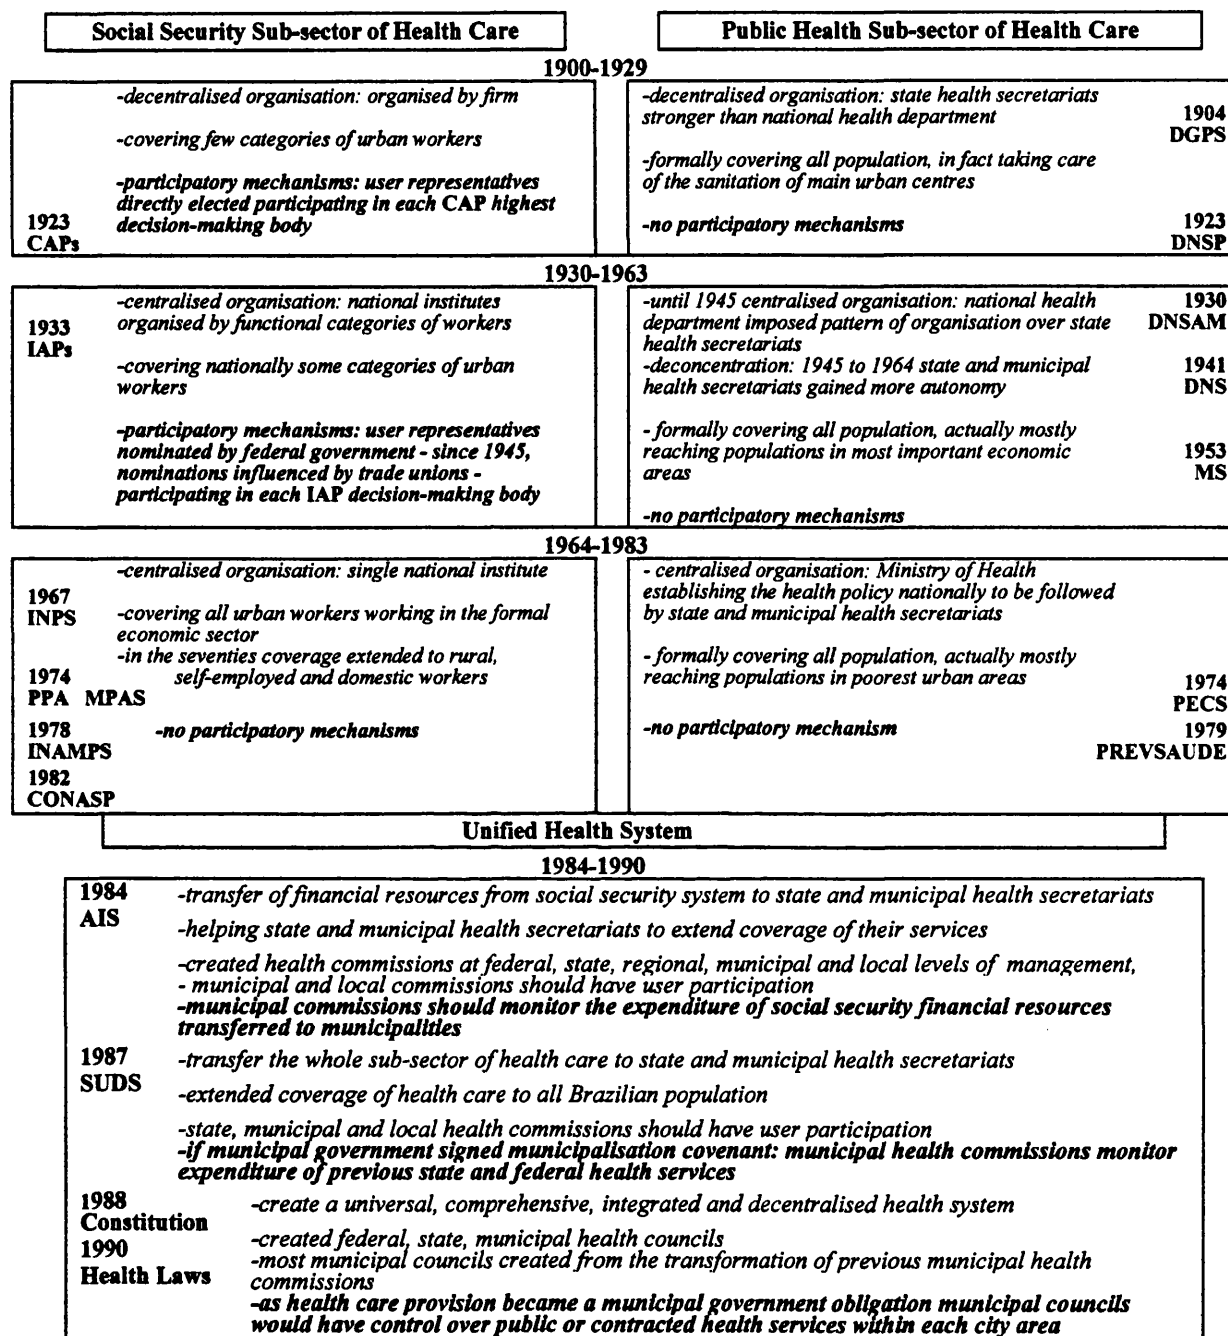 Social Security Sub-sector of Health Care
Public Health Sub-sector of Health Care
1900-1929
-decentralised organisation: organised by firm
-covering few categories of urban workers
-participatory mechanisms: user representatives
directly elected participating in each CAP highest
decision-making body
1923
CAPs
-decentralised organisation: state health secretariats
stronger than national health department
1904
DGPS
-formally covering all population, in fact taking care
of the sanitation of main urban centres
-no participatory mechanisms
1923
DNSP
1930-1963
1933
IAPs
-centralised organisation: national institutes
organised by functional categories of workers
-covering nationally some categories of urban
workers
-participatory mechanisms: user representatives
nominated by federal government - since 1945,
nominations influenced by trade unions -
participating in each IAP decision-making body
-until 1945 centralised organisation: national health
department imposed pattern of organisation over state
health secretariats
-deconcentration: 1945 to 1964 state and municipal
health secretariats gained more autonomy
1930
DNSAM
1941
DNS
- formally covering all population, actually mostly
reaching populations in most important economic
areas
1953
MS
-no participatory mechanisms
1964-1983
-centralised organisation: single national institute
1967
INPS
-covering all urban workers working in the formal
economic sector
-in the seventies coverage extended to rural,
self-employed and domestic workers
1974
PPA MPAS
1978
INAMPS
-no participatory mechanisms
1982
CONASP
- centralised organisation: Ministry of Health
establishing the health policy nationally to be followed
by state and municipal health secretariats
- formally covering all population, actually mostly
reaching populations in poorest urban areas
1974
PECS
-no participatory mechanism
1979
PREVSAUDE
Unified Health System
1984-1990
1984
AIS
-transfer of financial resources from social security system to state and municipal health secretariats
-helping state and municipal health secretariats to extend coverage of their services
-created health commissions at federal, state, regional, municipal and local levels of management,
- municipal and local commissions should have user participation
-municipal commissions should monitor the expenditure of social security financial resources
transferred to municipalities
1987
SUDS
-transfer the whole sub-sector of health care to state and municipal health secretariats
-extended coverage of health care to all Brazilian population
-state, municipal and local health commissions should have user participation
-if municipal government signed municipalisation covenant: municipal health commissions monitor
expenditure of previous state and federal health services
1988
Constitution
-create a universal, comprehensive, integrated and decentralised health system
1990
Health Laws
-created federal, state, municipal health councils
-most municipal councils created from the transformation of previous municipal health
commissions
-as health care provision became a municipal government obligation municipal councils
would have control over public or contracted health services within each city area